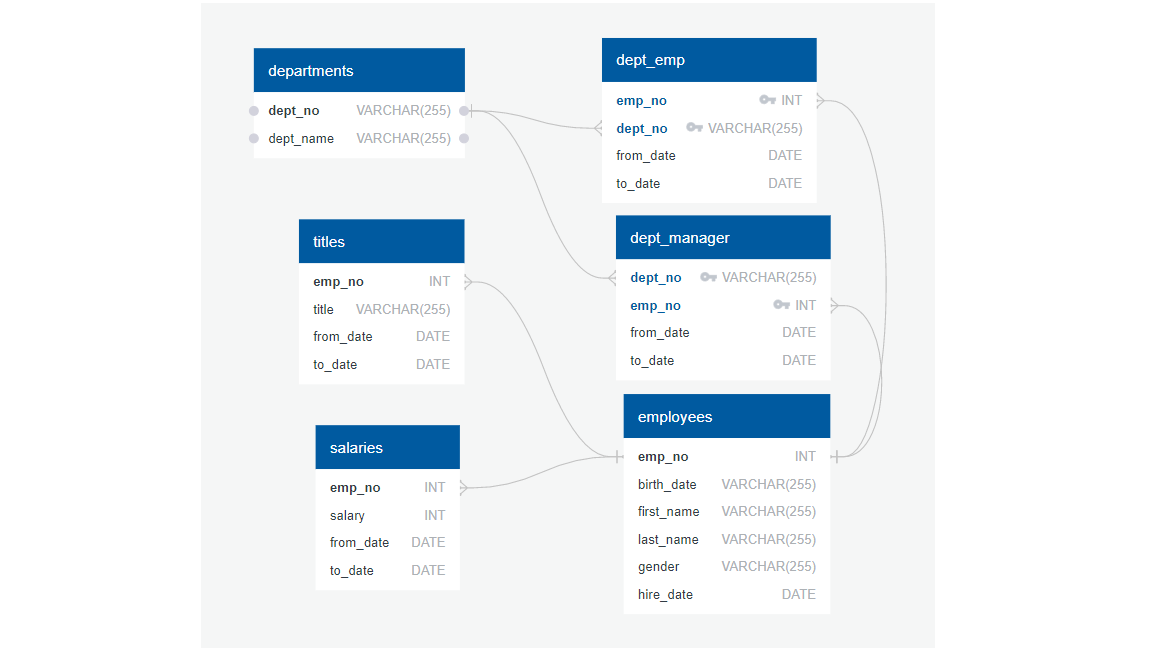 departments
dept_no VARCHAR(255)
dept_name VARCHAR(255)
dept_emp
emp_no INT
dept_no VARCHAR(255)
from_date DATE
to_date DATE
titles
emp_no INT
title VARCHAR(255)
from_date DATE
to_date DATE
dept_manager
dept_no VARCHAR(255)
emp_no INT
from_date DATE
to_date DATE
salaries
emp_no INT
salary INT
from_date DATE
to_date DATE
employees
emp_no INT
birth_date VARCHAR(255)
first_name VARCHAR(255)
last_name VARCHAR(255)
gender VARCHAR(255)
hire_date DATE